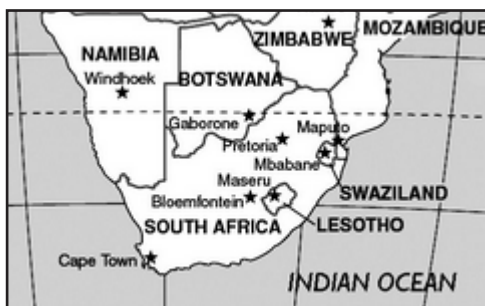 MOZAMBIQUE
ZIMBABWE
NAMIBIA
Windhoek
BOTSWANA
Gaborone
Maputo
Pretoria
Mbabane
Maseru
SWAZILAND
Bloemfontein
SOUTH AFRICA
LESOTHO
Cape Town
INDIAN OCEAN